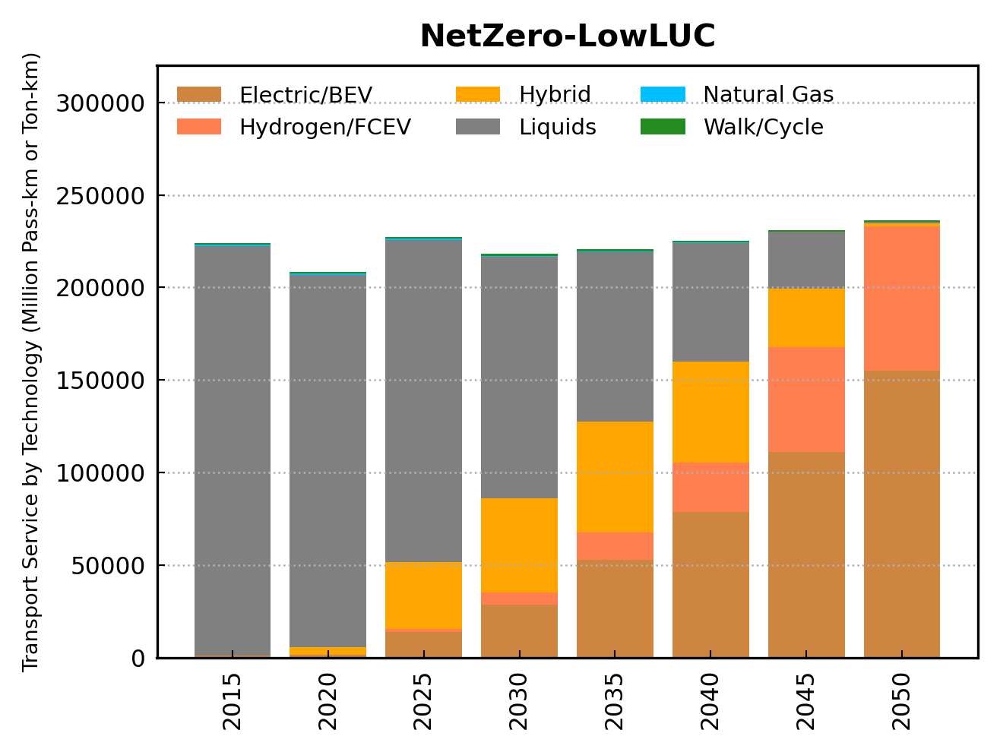 NetZero-LowLUC
Transport Service by Technology (Million Pass-km or Ton-km)
Electric/BEV
Hydrogen/FCEV
Hybrid
Liquids
Natural Gas
Walk/Cycle
300000
250000
200000
150000
100000
50000
0
2015
2020
2025
2030
2035
2040
2045
2050